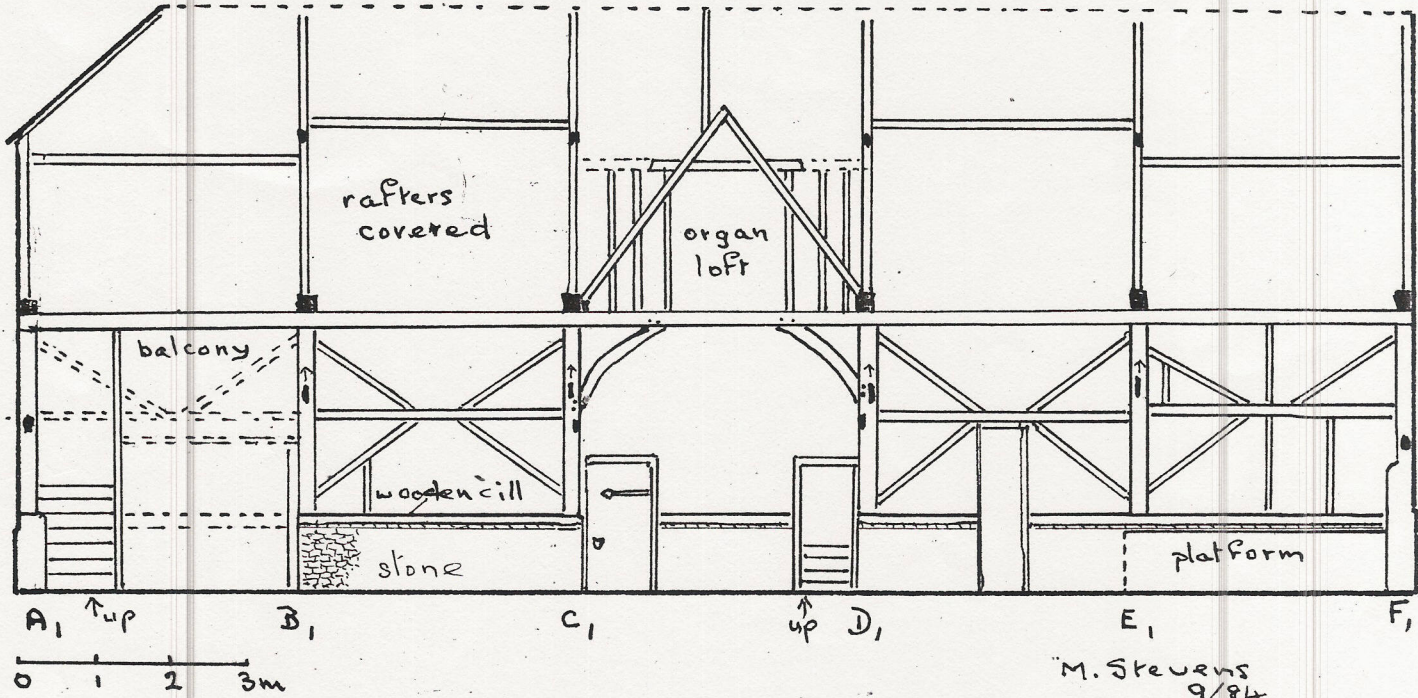 rafters
covered
organ
loft
balcony
wooden cill
stone
platform
A1
↑up
B1
C1
↑
up
D1
E1
F1
0 1 2 3m
M. Stevens
9/84